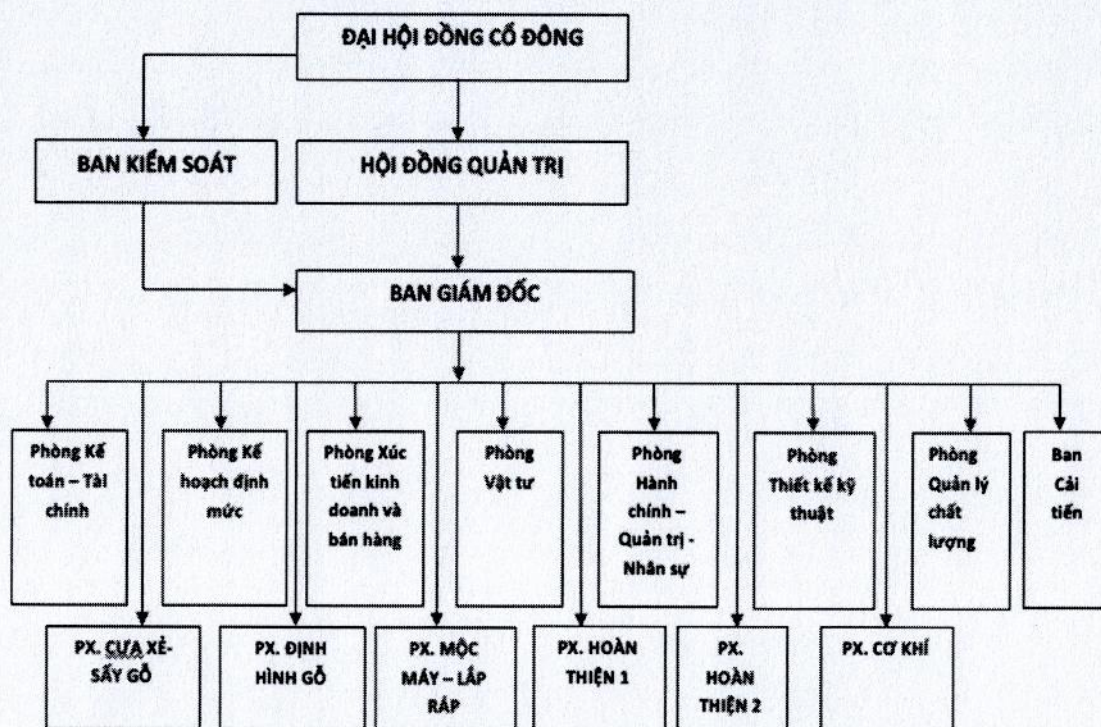 ĐẠI HỘI ĐỒNG CỔ ĐÔNG
BAN KIỂM SOÁT
HỘI ĐỒNG QUẢN TRỊ
BAN GIÁM ĐỐC
Phòng Kế
toán – Tài
chính
Phòng Kế
hoạch định
mức
Phòng Xúc
tiến kinh
doanh và
bán hàng
Phòng
Vật tư
Phòng
Hành
chính –
Quản trị -
Nhân sự
Phòng
Thiết kế kỹ
thuật
Phòng
Quản lý
chất
lượng
Ban
Cải
tiến
PX. CƯA XẺ-
SẤY GỖ
PX. ĐỊNH
HÌNH GỖ
PX. MỘC
MÁY – LẮP
RÁP
PX. HOÀN
THIỆN 1
PX.
HOÀN
THIỆN 2
PX. CƠ KHÍ